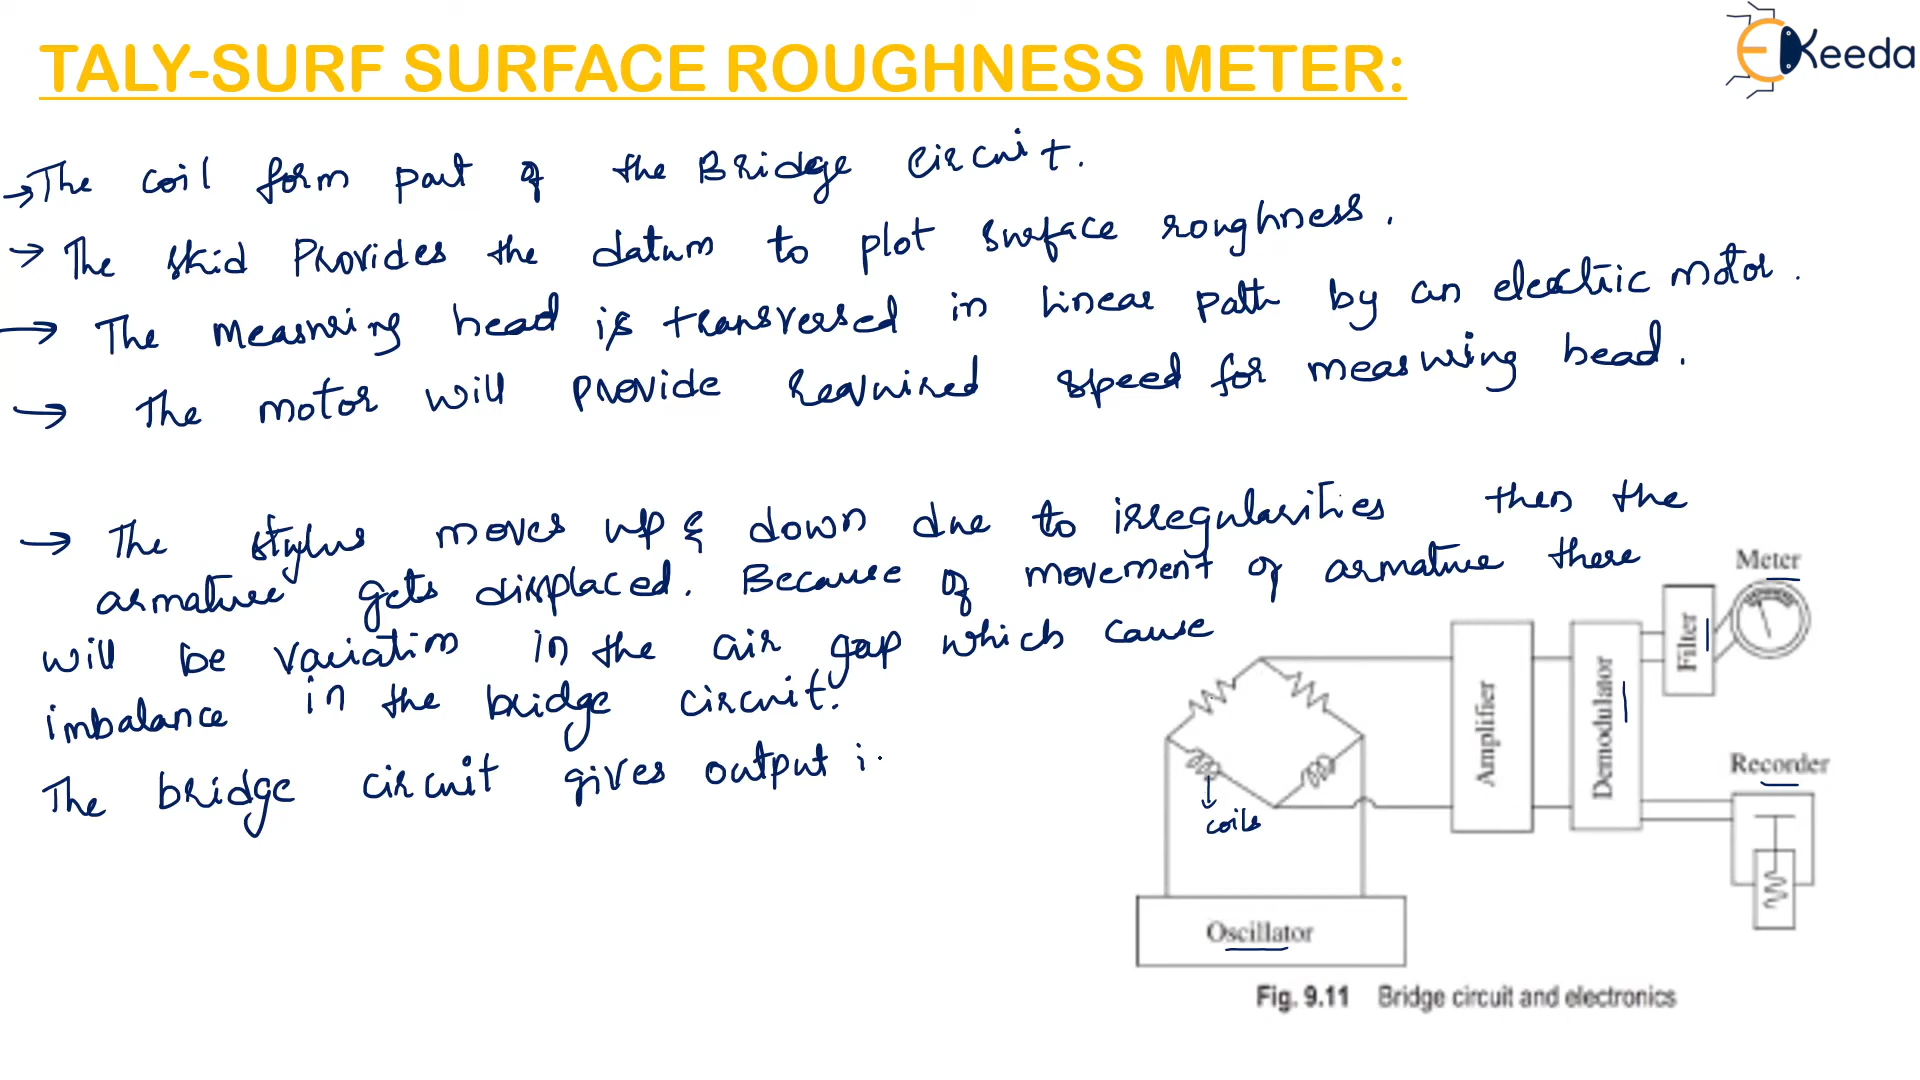 TALY-SURF SURFACE ROUGHNESS METER:
EKeeda
→ The coil form part of the Bridge circuit.
→ The skid Provides the datum to plot surface roughness.
→ The measuring head is transversed in linear path by an electric motor.
→ The motor will provide required speed for measuring head.
→ The stylus moves up & down due to irregularities then the
armature gets displaced. Because of movement of armature there
will be variation in the air gap which cause
imbalance in the bridge circuit.
The bridge circuit gives output i
Meter
Filter
Demodulator
Amplifier
Recorder
coils
Oscillator
Fig. 9.11 Bridge circuit and electronics